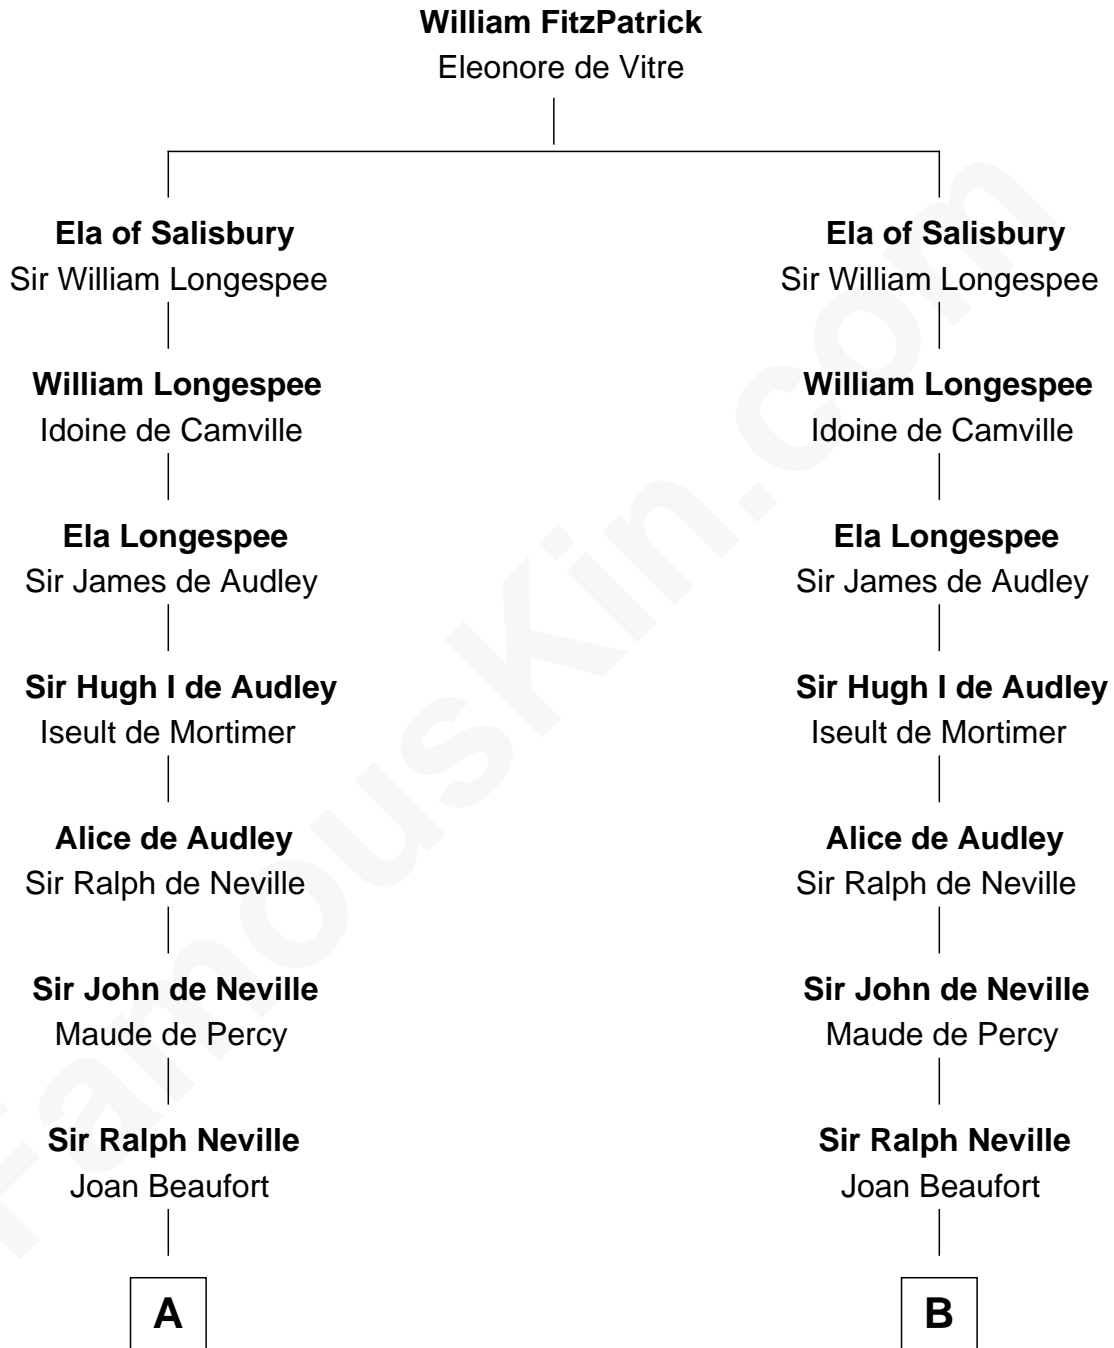 William FitzPatrick
Eleonore de Vitre
Ela of Salisbury
Sir William Longespee
Ela of Salisbury
Sir William Longespee
William Longespee
Idoine de Camville
William Longespee
Idoine de Camville
Ela Longespee
Sir James de Audley
Ela Longespee
Sir James de Audley
Sir Hugh I de Audley
Iseult de Mortimer
Sir Hugh I de Audley
Iseult de Mortimer
Alice de Audley
Sir Ralph de Neville
Alice de Audley
Sir Ralph de Neville
Sir John de Neville
Maude de Percy
Sir John de Neville
Maude de Percy
Sir Ralph Neville
Joan Beaufort
Sir Ralph Neville
Joan Beaufort
A
B
FamousKin.com